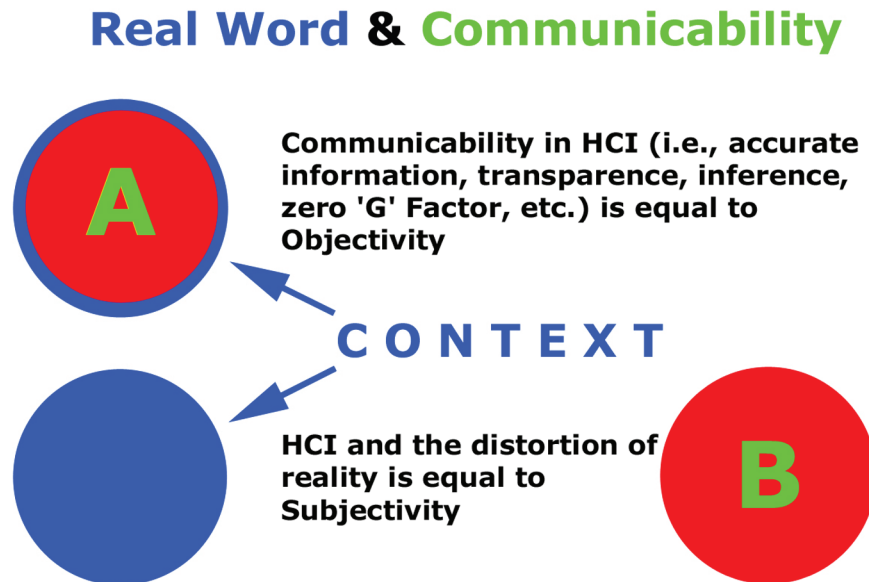 Real Word & Communicability
A
Communicability in HCI (i.e., accurate
information, transparence, inference,
zero 'G' Factor, etc.) is equal to
Objectivity
C O N T E X T
HCI and the distortion of
reality is equal to
Subjectivity
B